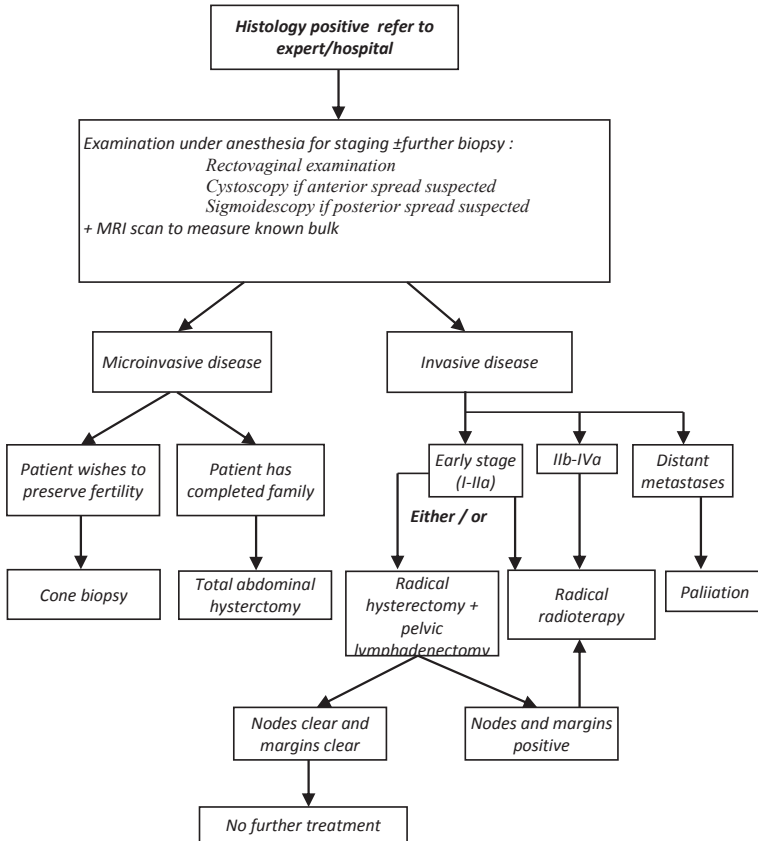 Histology positive refer to
expert/hospital
Examination under anesthesia for staging ±further biopsy :
Rectovaginal examination
Cystoscopy if anterior spread suspected
Sigmoidescopy if posterior spread suspected
+ MRI scan to measure known bulk
Microinvasive disease
Invasive disease
Patient wishes to
preserve fertility
Patient has
completed family
Early stage
(I-IIa)
IIb-IVa
Distant
metastases
Either / or
Cone biopsy
Total abdominal
hysterctomy
Radical
hysterectomy +
pelvic
lymphadenectomy
Radical
radioterapy
Paliiation
Nodes clear and
margins clear
Nodes and margins
positive
No further treatment